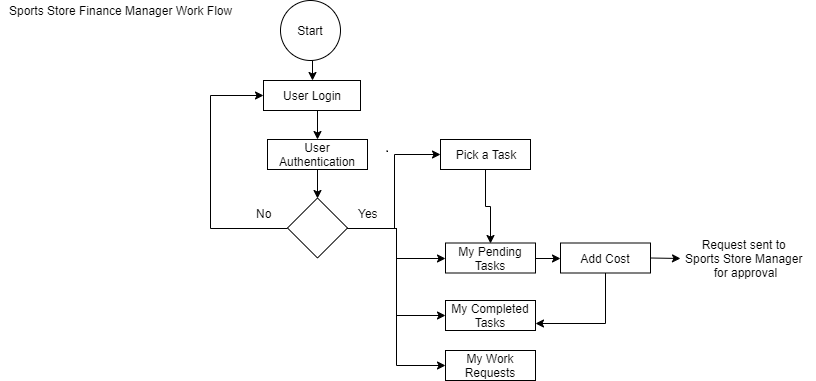 Sports Store Finance Manager Work Flow
Start
User Login
User
Authentication
Pick a Task
No
Yes
My Pending
Tasks
Add Cost
Request sent to
Sports Store Manager
for approval
My Completed
Tasks
My Work
Requests